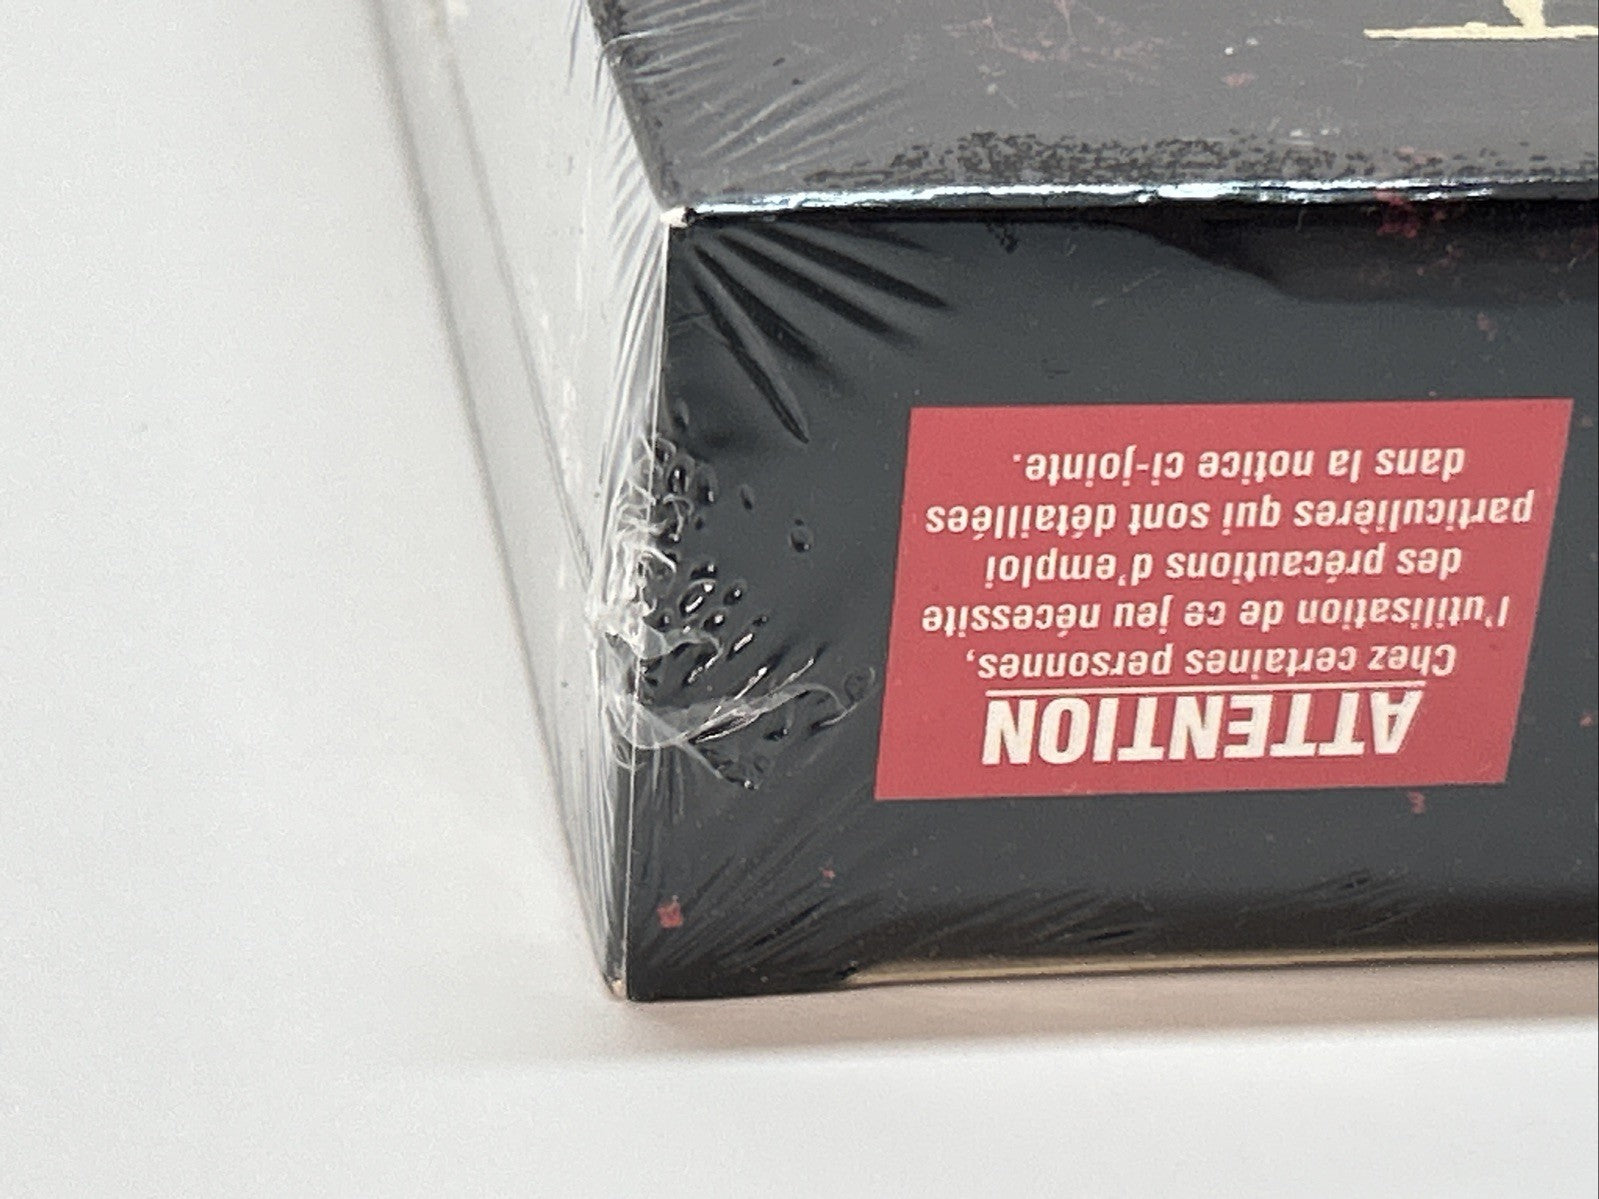 ATTENTION
Chez certaines personnes,
l'utilisation de ce jeu nécessite
des précautions d'emploi
particulières qui sont détaillées
dans la notice ci-jointe.